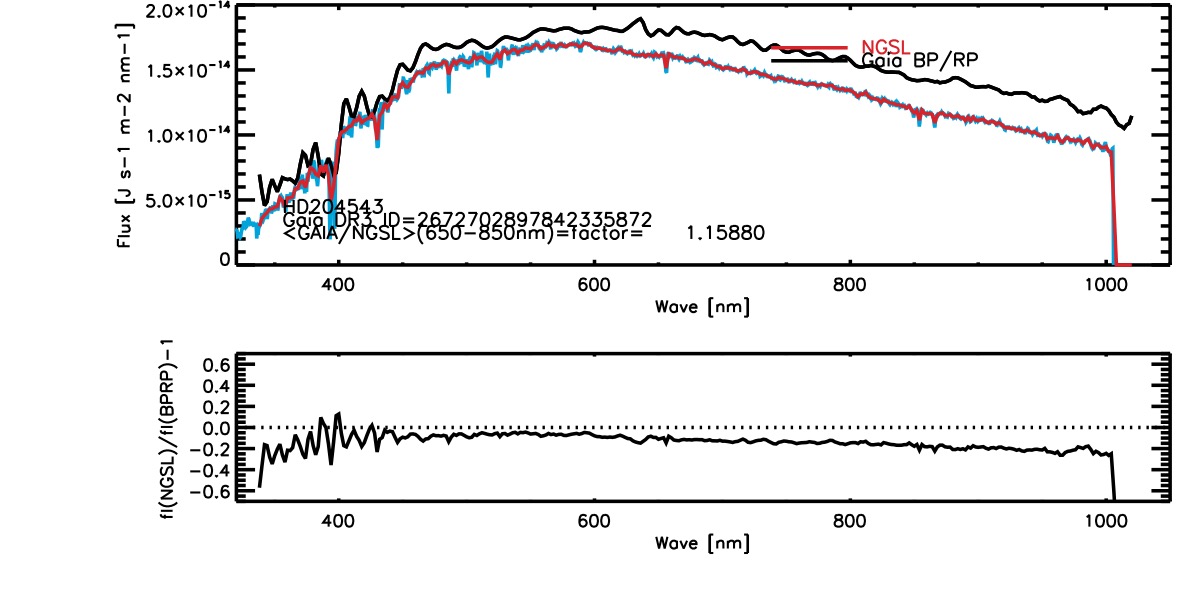 2.0×10−14
1.5×10−14
1.0×10−14
5.0×10−15
0
Flux [J s−1 m−2 nm−1]
NGSL
Gaia BP/RP
HD204543
Gaia DR3 ID=2672702897842335872
<GAIA/NGSL>(650−850nm)=factor= 1.15880
400 600 800 1000
Wave [nm]
0.6
0.4
0.2
0.0
−0.2
−0.4
−0.6
fl(NGSL)/fl(BPRP)−1
400 600 800 1000
Wave [nm]